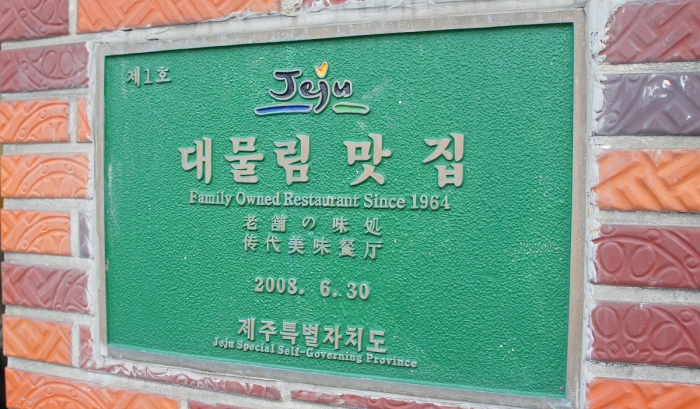 제1호
Jeju
대물림 맛 집
Family Owned Restaurant Since 1964
老舗の味処
传代美味餐厅
2008. 6. 30
제주특별자치도
Jeju Special Self-Governing Province